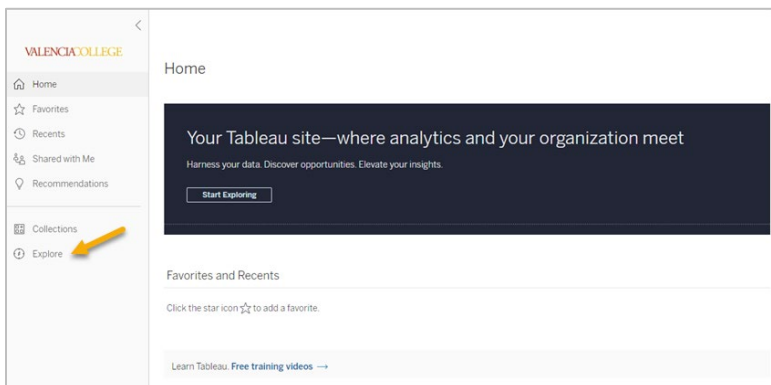 VALENCIACOLLEGE
Home
Favorites
Recents
Shared with Me
Recommendations
Collections
Explore
Home
Your Tableau site—where analytics and your organization meet
Harness your data. Discover opportunities. Elevate your insights.
Start Exploring
Favorites and Recents
Click the star icon ☆ to add a favorite.
Learn Tableau. Free training videos →